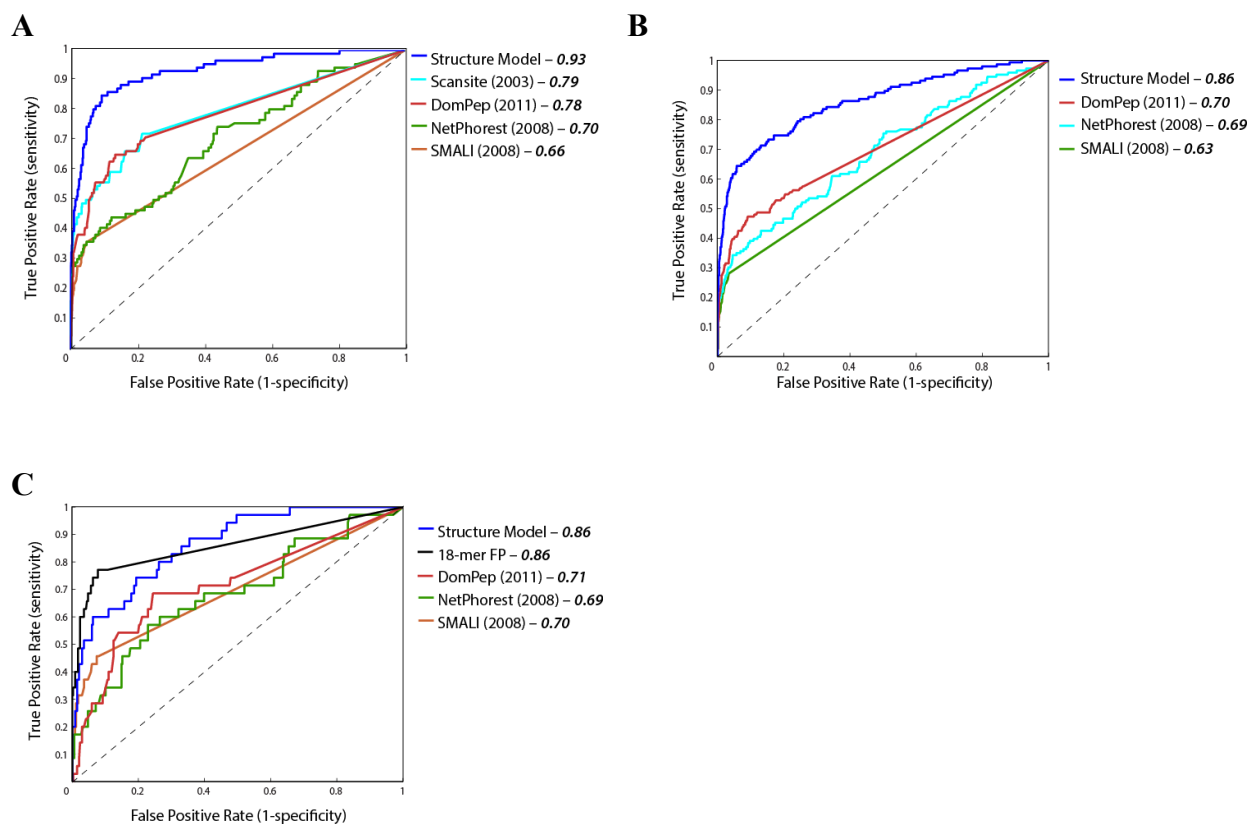 A
True Positive Rate (sensitivity)
1
0.9
0.8
0.7
0.6
0.5
0.4
0.3
0.2
0.1
0
0.2
0.4
0.6
0.8
1
False Positive Rate (1-specificity)
Structure Model – 0.93
Scansite (2003) – 0.79
DomPep (2011) – 0.78
NetPhorest (2008) – 0.70
SMALI (2008) – 0.66
B
True Positive Rate (sensitivity)
1
0.9
0.8
0.7
0.6
0.5
0.4
0.3
0.2
0.1
0
0.2
0.4
0.6
0.8
1
False Positive Rate (1-specificity)
Structure Model – 0.86
DomPep (2011) – 0.70
NetPhorest (2008) – 0.69
SMALI (2008) – 0.63
C
True Positive Rate (sensitivity)
1
0.9
0.8
0.7
0.6
0.5
0.4
0.3
0.2
0.1
0
0.2
0.4
0.6
0.8
1
False Positive Rate (1-specificity)
Structure Model – 0.86
18-mer FP – 0.86
DomPep (2011) – 0.71
NetPhorest (2008) – 0.69
SMALI (2008) – 0.70